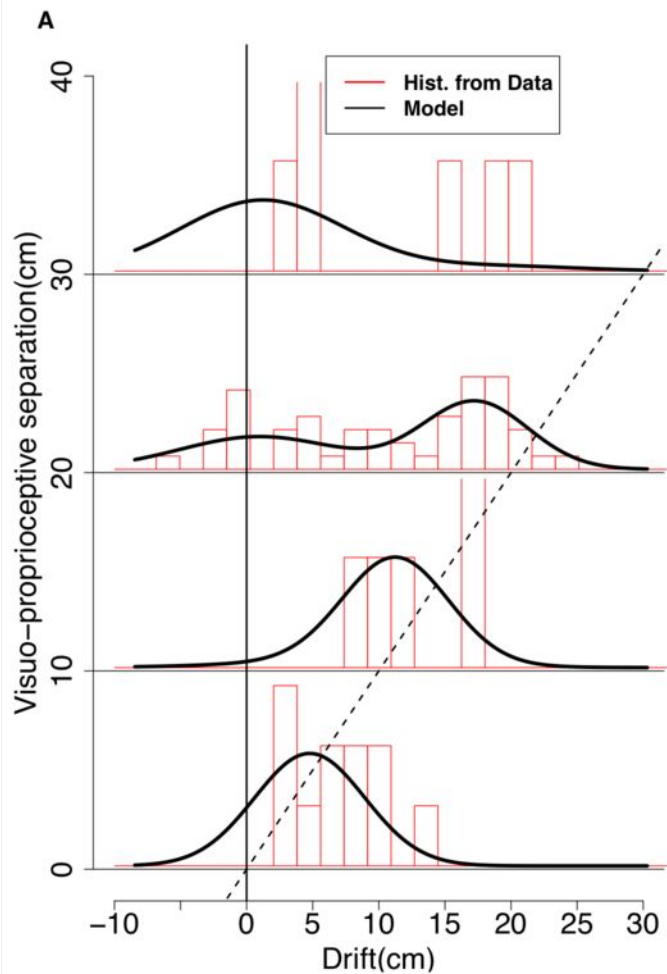 A
Hist. from Data
Model
40
30
20
10
0
Visuo-proprioceptive separation(cm)
-10
0
5
10
15
20
25
30
Drift(cm)